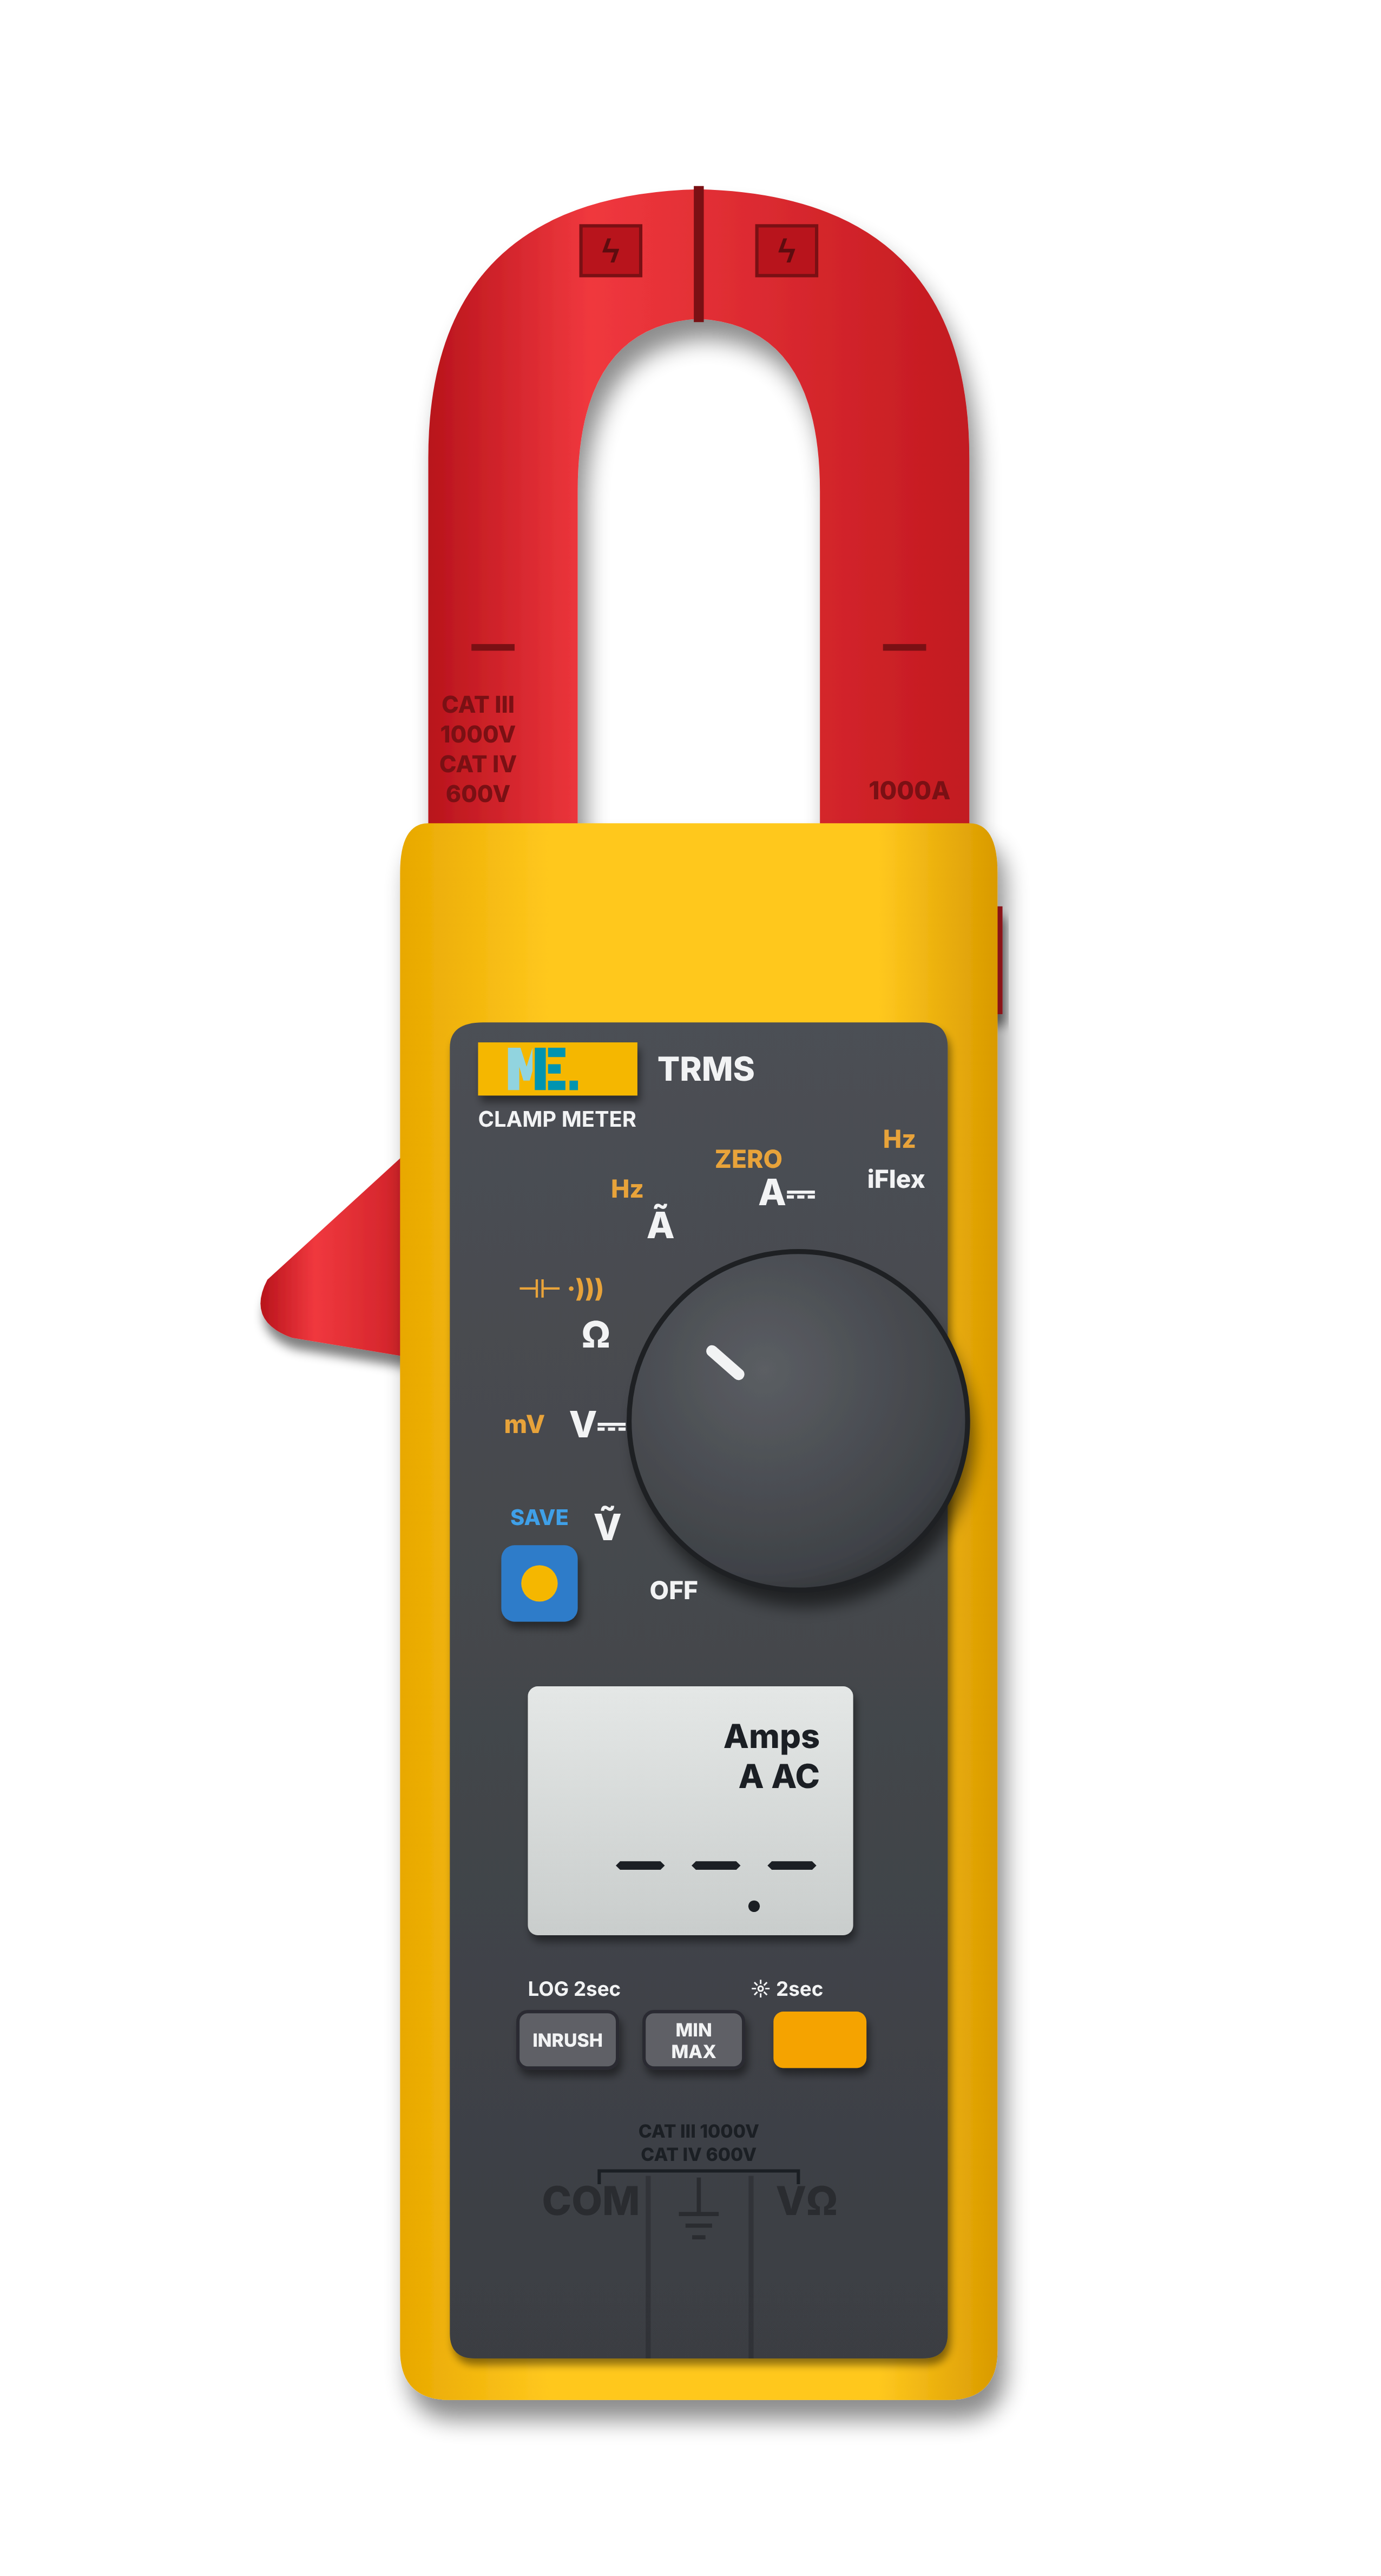 CAT III
1000V
CAT IV
600V
1000A
ME.
TRMS
CLAMP METER
Hz
iFlex
ZERO
A⎓
Hz
Ã
Ω
mV V⎓
SAVE
Ṽ
OFF
Amps
A AC
---.-
LOG 2sec
2sec
INRUSH
MIN
MAX
CAT III 1000V
CAT IV 600V
COM
VΩ